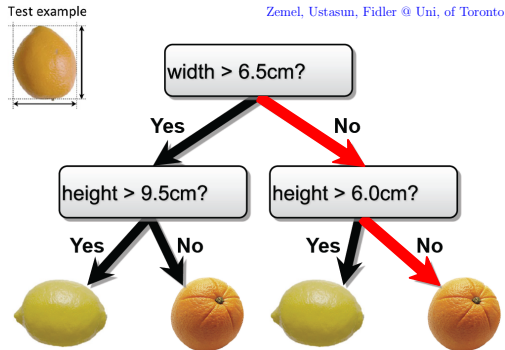 Test example
Zemel, Ustasun, Fidler @ Uni, of Toronto
width > 6.5cm?
Yes
No
height > 9.5cm?
height > 6.0cm?
Yes
No
Yes
No